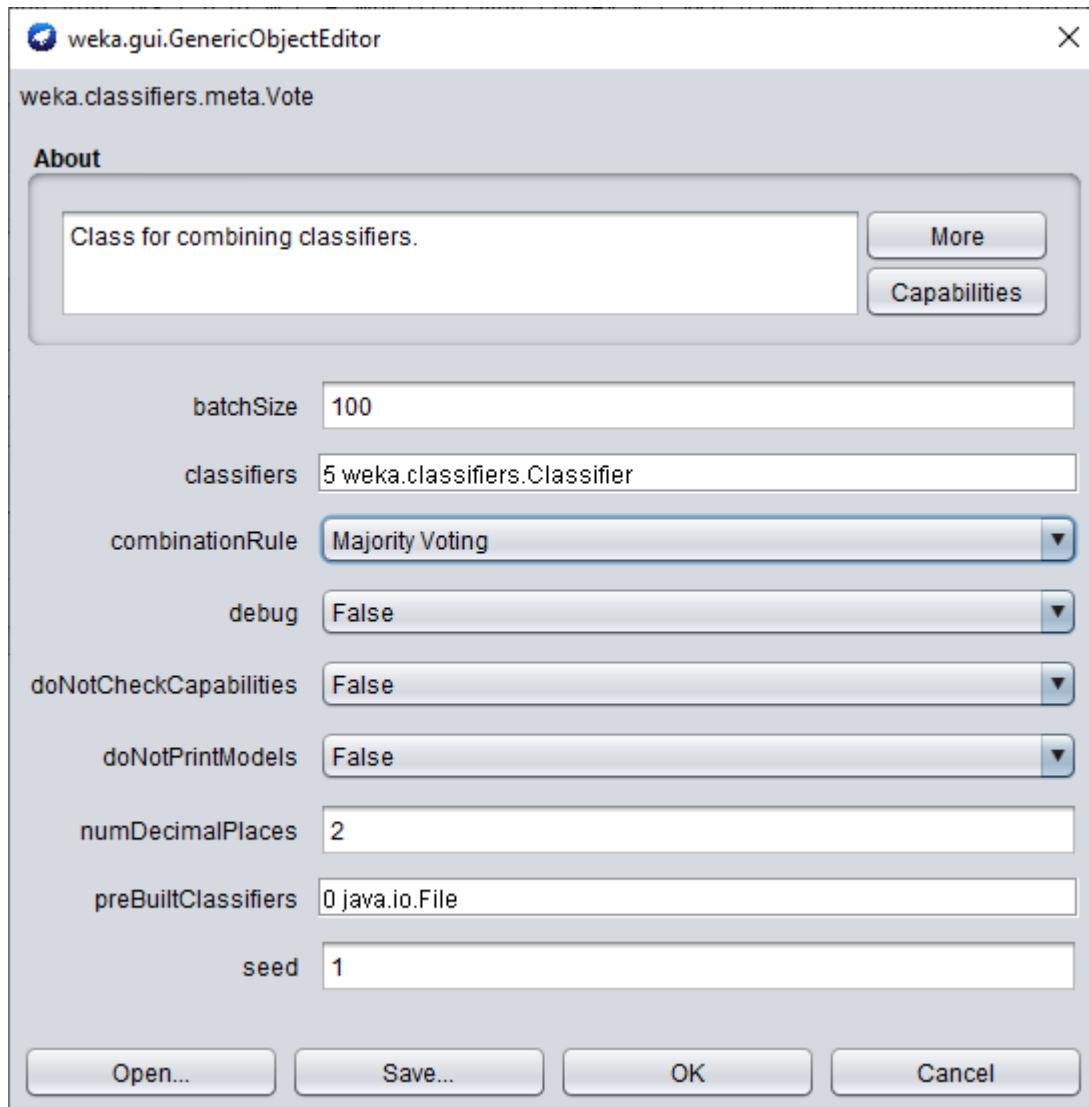 weka.gui.GenericObjectEditor
weka.classifiers.meta.Vote
About
Class for combining classifiers.
More
Capabilities
batchSize 100
classifiers 5 weka.classifiers.Classifier
combinationRule Majority Voting
debug False
doNotCheckCapabilities False
doNotPrintModels False
numDecimalPlaces 2
preBuiltClassifiers 0 java.io.File
seed 1
Open... Save... OK Cancel